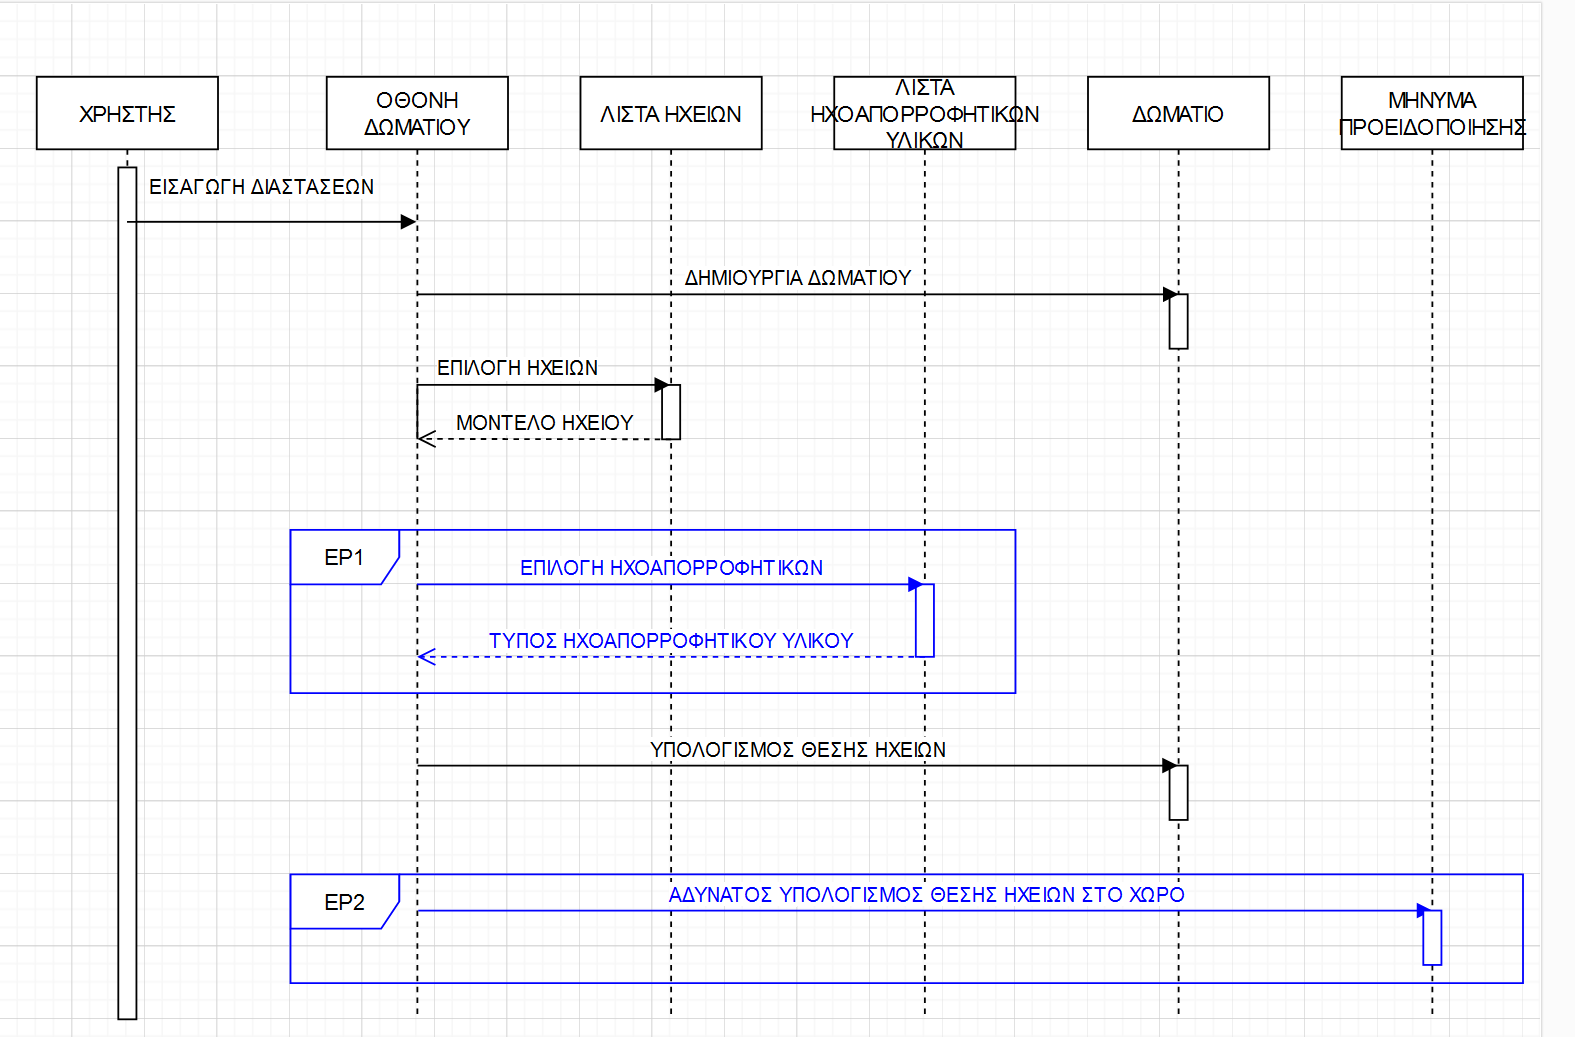 ΧΡΗΣΤΗΣ
ΟΘΟΝΗ
ΔΩΜΑΤΙΟΥ
ΛΙΣΤΑ ΗΧΕΙΩΝ
ΛΙΣΤΑ
ΗΧΟΑΠΟΡΡΟΦΗΤΙΚΩΝ
ΥΛΙΚΩΝ
ΔΩΜΑΤΙΟ
ΜΗΝΥΜΑ
ΠΡΟΕΙΔΟΠΟΙΗΣΗΣ
ΕΙΣΑΓΩΓΗ ΔΙΑΣΤΑΣΕΩΝ
ΔΗΜΙΟΥΡΓΙΑ ΔΩΜΑΤΙΟΥ
ΕΠΙΛΟΓΗ ΗΧΕΙΩΝ
ΜΟΝΤΕΛΟ ΗΧΕΙΟΥ
ΕΡ1
ΕΠΙΛΟΓΗ ΗΧΟΑΠΟΡΡΟΦΗΤΙΚΩΝ
ΤΥΠΟΣ ΗΧΟΑΠΟΡΡΟΦΗΤΙΚΟΥ ΥΛΙΚΟΥ
ΥΠΟΛΟΓΙΣΜΟΣ ΘΕΣΗΣ ΗΧΕΙΩΝ
ΕΡ2
ΑΔΥΝΑΤΟΣ ΥΠΟΛΟΓΙΣΜΟΣ ΘΕΣΗΣ ΗΧΕΙΩΝ ΣΤΟ ΧΩΡΟ